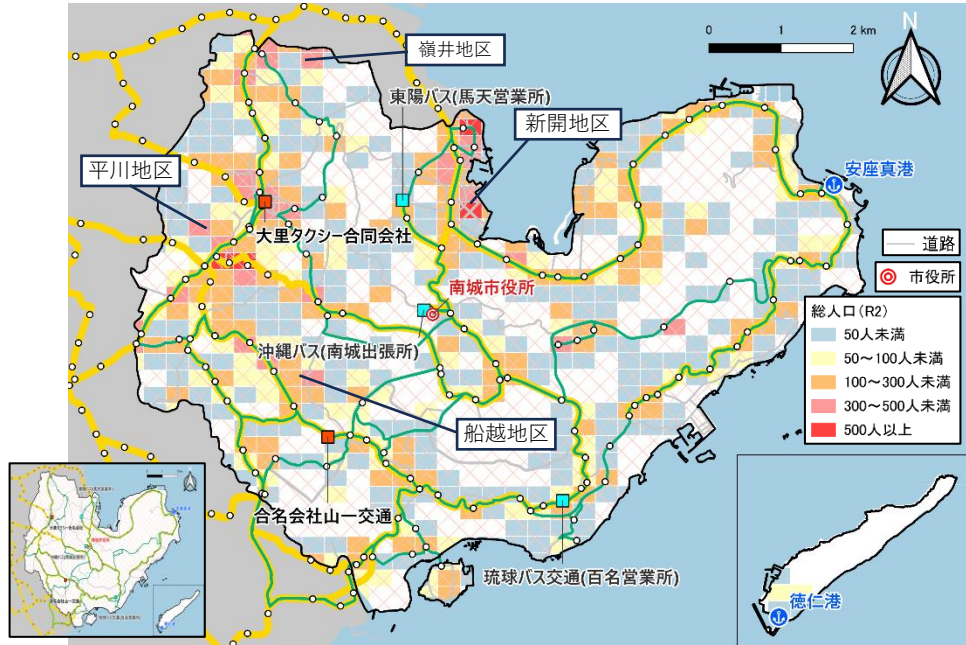 嶺井地区
0 1 2 km
N
東陽バス(馬天営業所)
新開地区
平川地区
安座真港
大里タクシー合同会社
道路
市役所
南城市役所
総人口(R2)
50人未満
50～100人未満
100～300人未満
300～500人未満
500人以上
沖縄バス(南城出張所)
船越地区
合名会社山一交通
琉球バス交通(百名営業所)
徳仁港